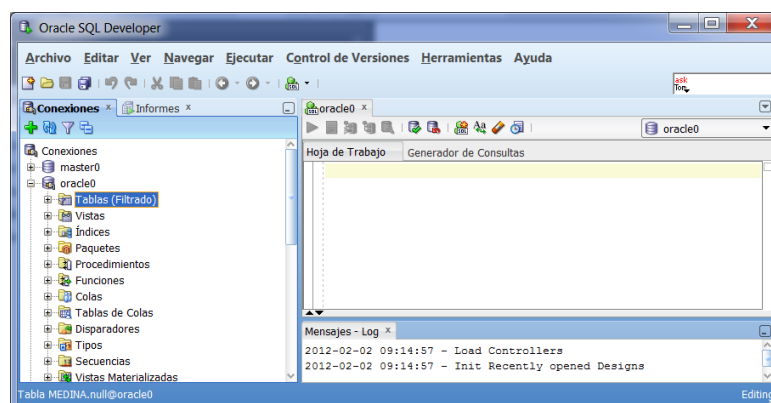 Oracle SQL Developer
Archivo Editar Ver Navegar Ejecutar Control de Versiones Herramientas Ayuda
ask
Tom
Conexiones Informes
oracle0
oracle0
Hoja de Trabajo Generador de Consultas
Conexiones
master0
oracle0
Tablas (Filtrado)
Vistas
Índices
Paquetes
Procedimientos
Funciones
Colas
Tablas de Colas
Disparadores
Tipos
Secuencias
Vistas Materializadas
Mensajes - Log
2012-02-02 09:14:57 - Load Controllers
2012-02-02 09:14:57 - Init Recently opened Designs
Tabla MEDINA.null@oracle0
Editing